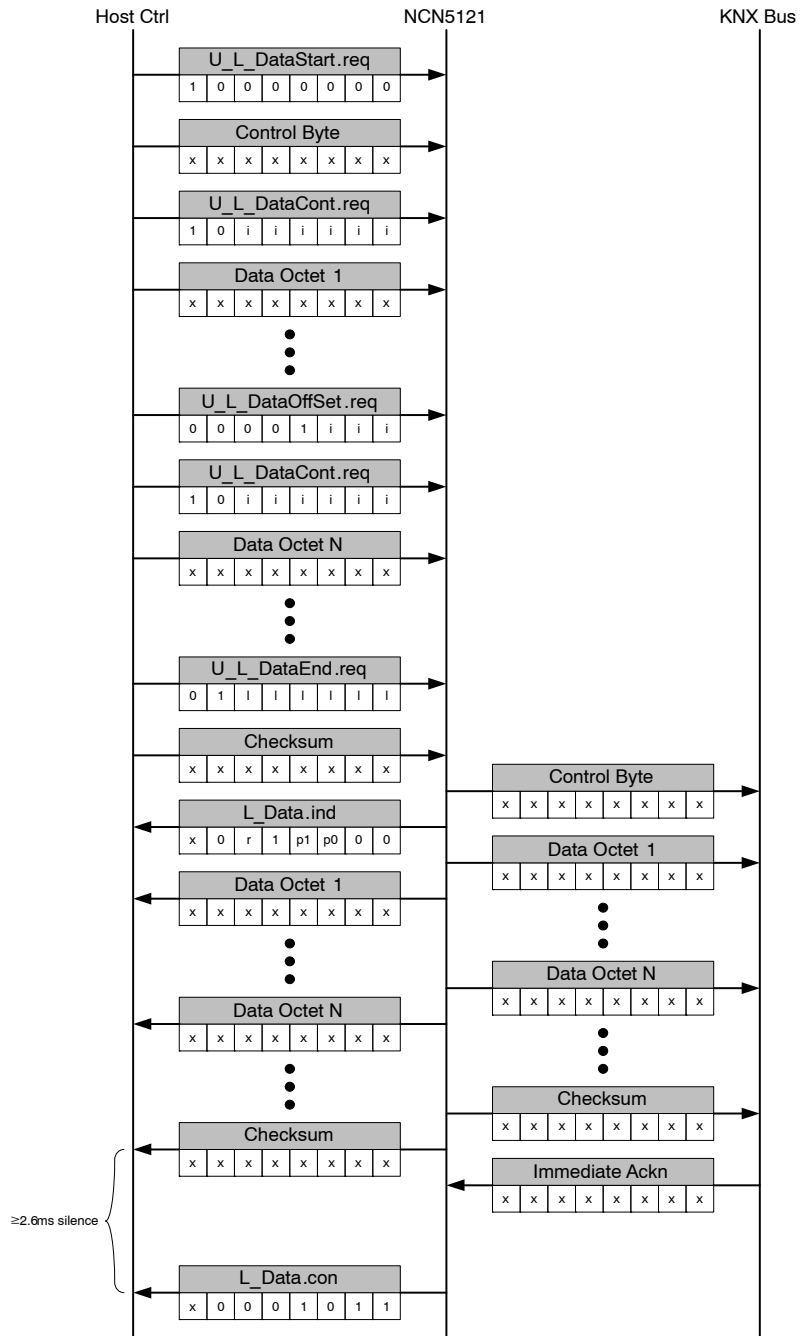 Host Ctrl NCN5121 KNX Bus
U_L_DataStart.req
1 0 0 0 0 0 0 0
Control Byte
x x x x x x x x
U_L_DataCont.req
1 0 i i i i i i
Data Octet 1
x x x x x x x x
U_L_DataOffSet.req
0 0 0 0 1 i i i
U_L_DataCont.req
1 0 i i i i i i
Data Octet N
x x x x x x x x
U_L_DataEnd.req
0 1 l l l l l l
Checksum
x x x x x x x x
Control Byte
x x x x x x x x
L_Data.ind
x 0 r 1 p1 p0 0 0
Data Octet 1
x x x x x x x x
Data Octet 1
x x x x x x x x
Data Octet N
x x x x x x x x
Data Octet N
x x x x x x x x
Checksum
x x x x x x x x
Checksum
x x x x x x x x
Immediate Ackn
x x x x x x x x
≥2.6ms silence
L_Data.con
x 0 0 0 1 0 1 1